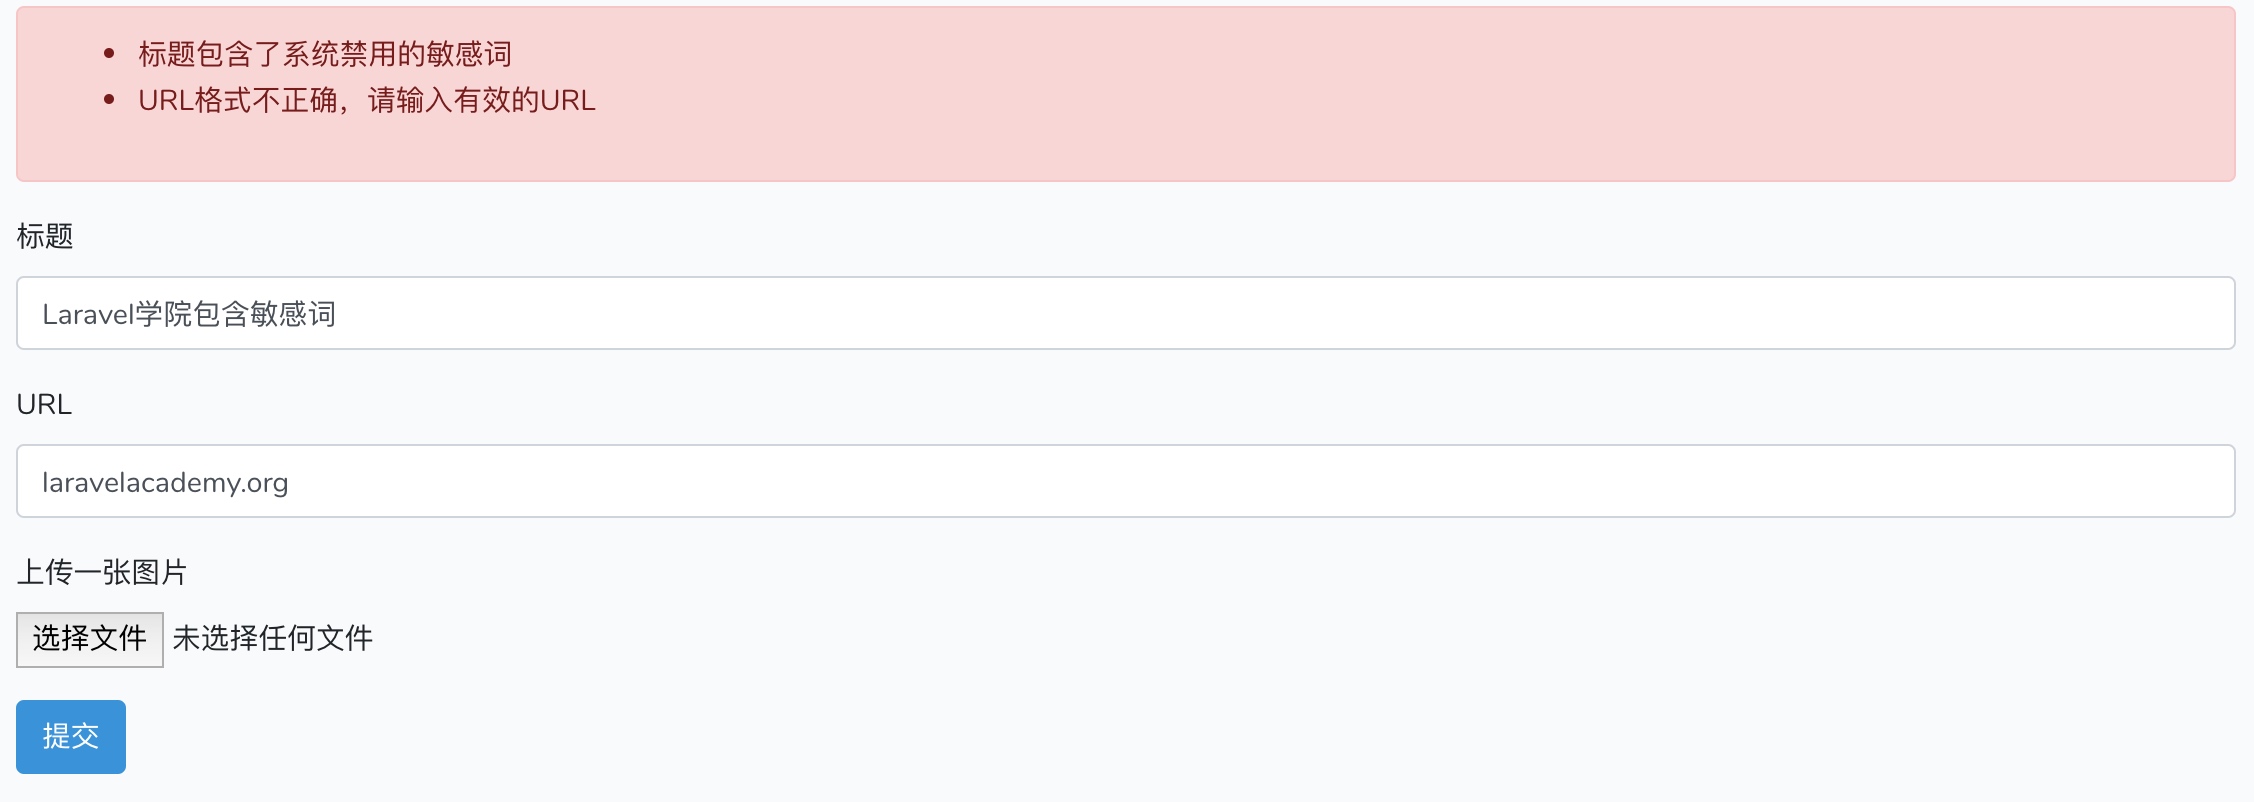 标题包含了系统禁用的敏感词
URL格式不正确，请输入有效的URL
标题
Laravel学院包含敏感词
URL
laravelacademy.org
上传一张图片
选择文件 未选择任何文件
提交